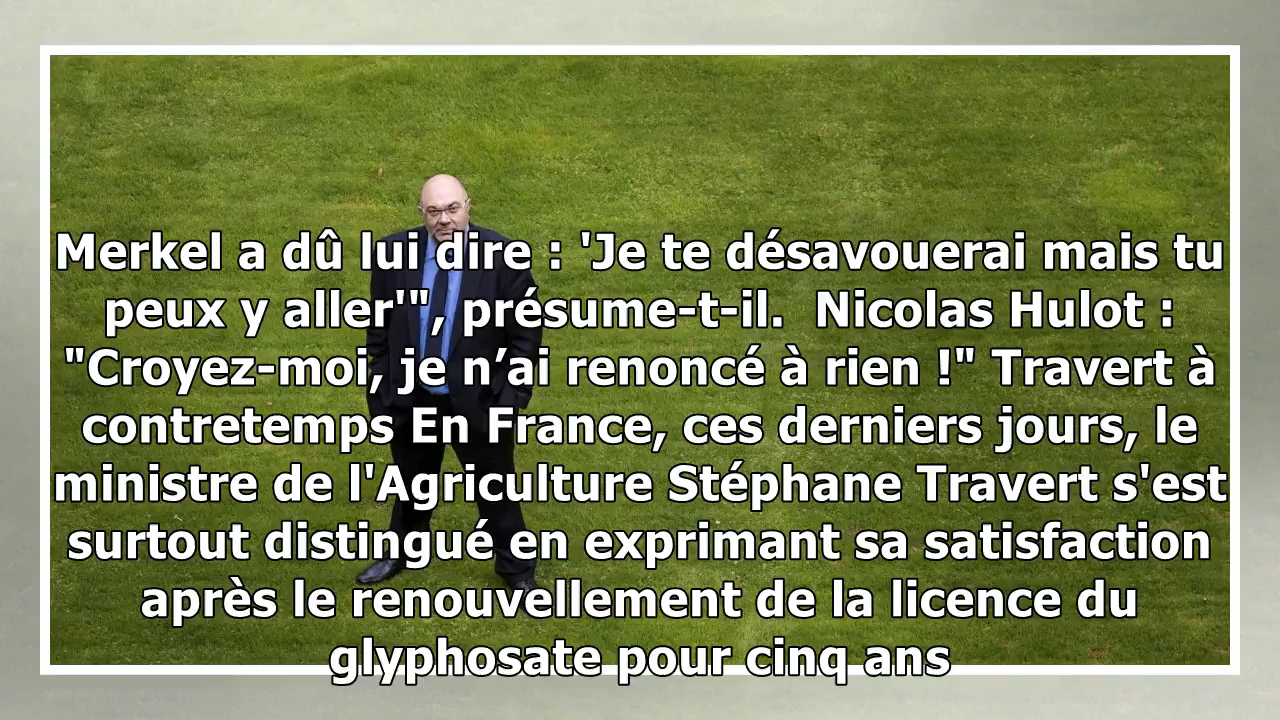 Merkel a dû lui dire : 'Je te désavouerai mais tu
peux y aller'", présume-t-il.  Nicolas Hulot :
"Croyez-moi, je n’ai renoncé à rien !" Travert à
contretemps En France, ces derniers jours, le
ministre de l'Agriculture Stéphane Travert s'est
surtout distingué en exprimant sa satisfaction
après le renouvellement de la licence du
glyphosate pour cinq ans